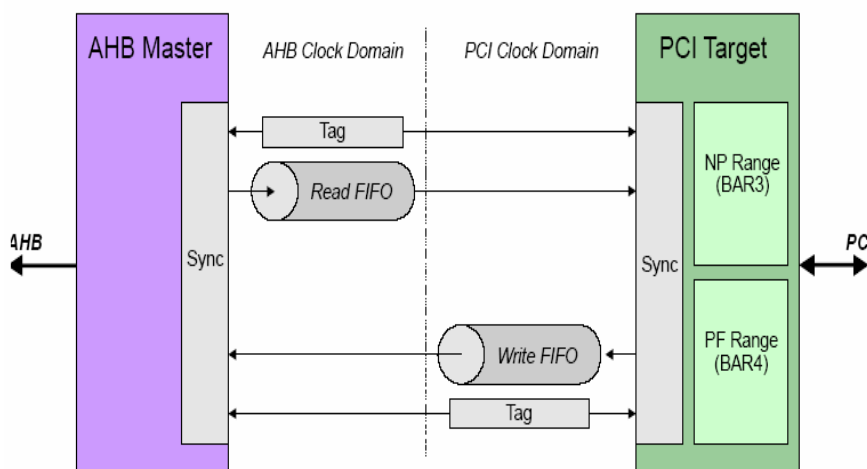 AHB Master
AHB Clock Domain
PCI Clock Domain
PCI Target
Tag
Read FIFO
NP Range
(BAR3)
AHB
Sync
Sync
PC
Write FIFO
PF Range
(BAR4)
Tag